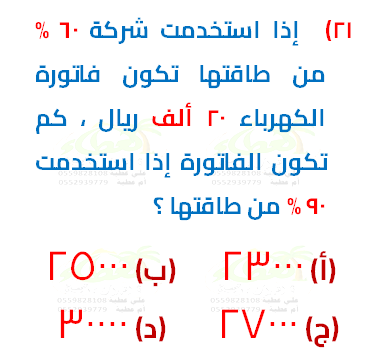 ٢١) إذا استخدمت شركة ٦٠ %
من طاقتها تكون فاتورة
الكهرباء ٢٠ ألف ريال ، كم
تكون الفاتورة إذا استخدمت
٩٠ % من طاقتها ؟
(أ) ٢٣٠٠٠ (ب) ٢٥٠٠٠
(ج) ٢٧٠٠٠ (د) ٣٠٠٠٠